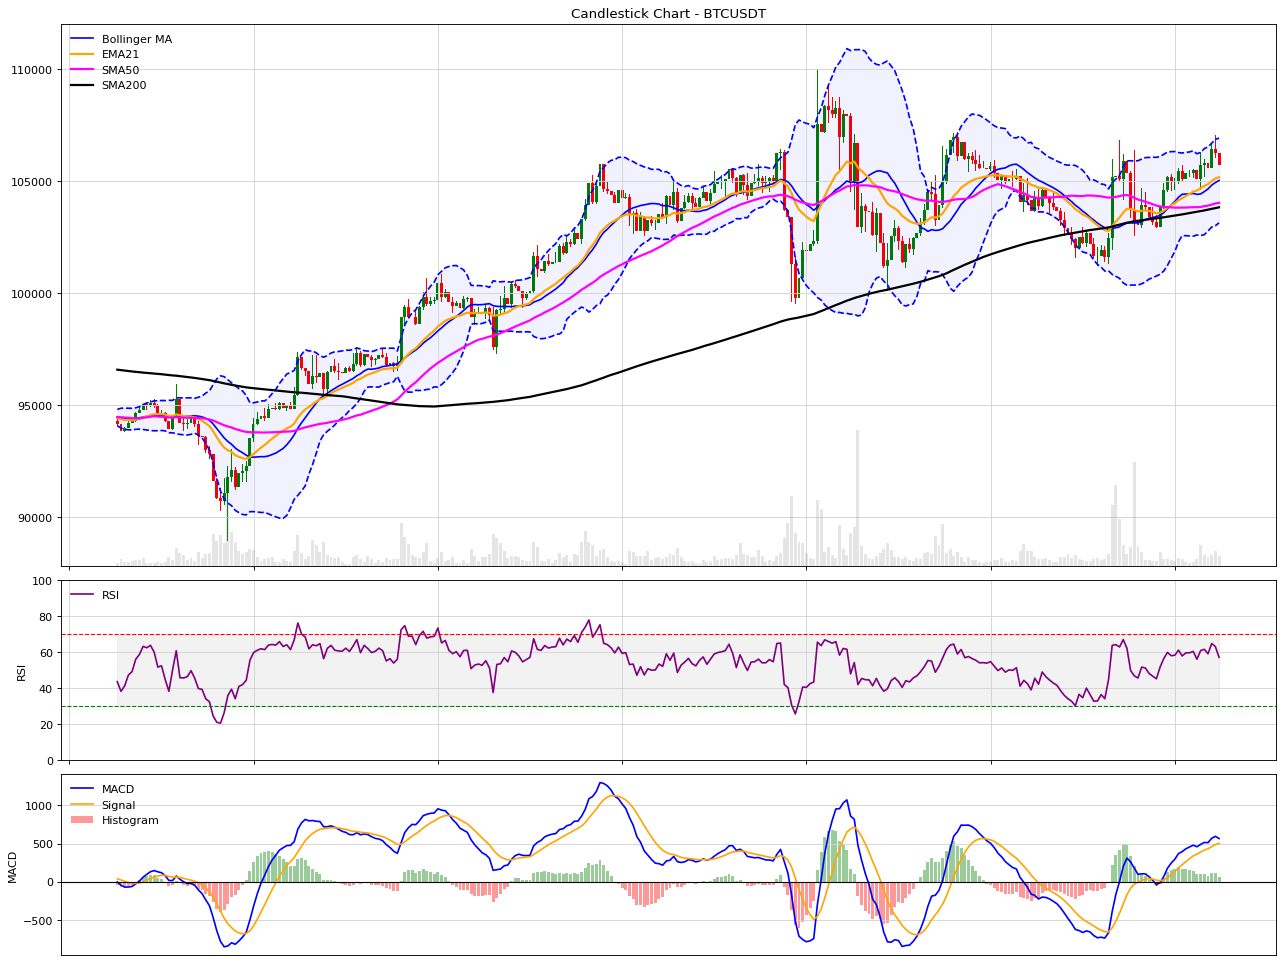 Candlestick Chart - BTCUSDT
Bollinger MA
EMA21
SMA50
SMA200
110000
105000
100000
95000
90000
RSI
100
80
60
40
20
0
RSI
MACD
Signal
Histogram
1000
500
0
−500
MACD